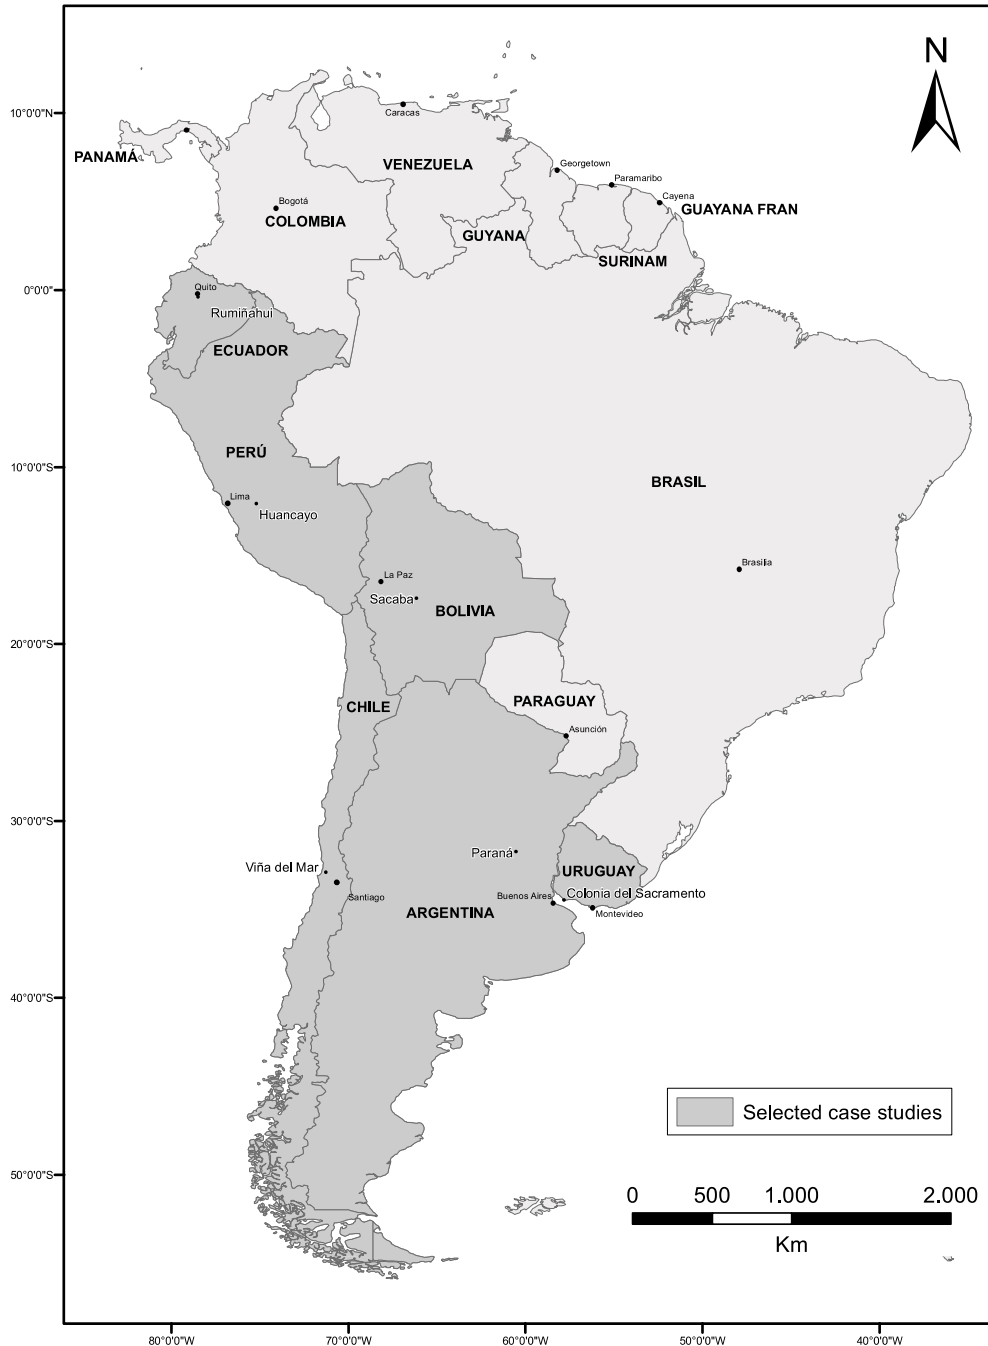 N
10°0'0"N
Caracas
PANAMÁ
VENEZUELA
Georgetown
Paramaribo
Cayena
GUAYANA FRAN
Bogotá
COLOMBIA
GUYANA
SURINAM
0°0'0"
Quito
Rumiñahui
ECUADOR
PERÚ
10°0'0"S
BRASIL
Lima
Huancayo
Brasilia
La Paz
Sacaba
BOLIVIA
20°0'0"S
CHILE
PARAGUAY
Asunción
30°0'0"S
Paraná
Viña del Mar
URUGUAY
Santiago
Buenos Aires
Colonia del Sacramento
ARGENTINA
Montevideo
40°0'0"S
Selected case studies
50°0'0"S
0 500 1.000 2.000
Km
80°0'0"W 70°0'0"W 60°0'0"W 50°0'0"W 40°0'0"W